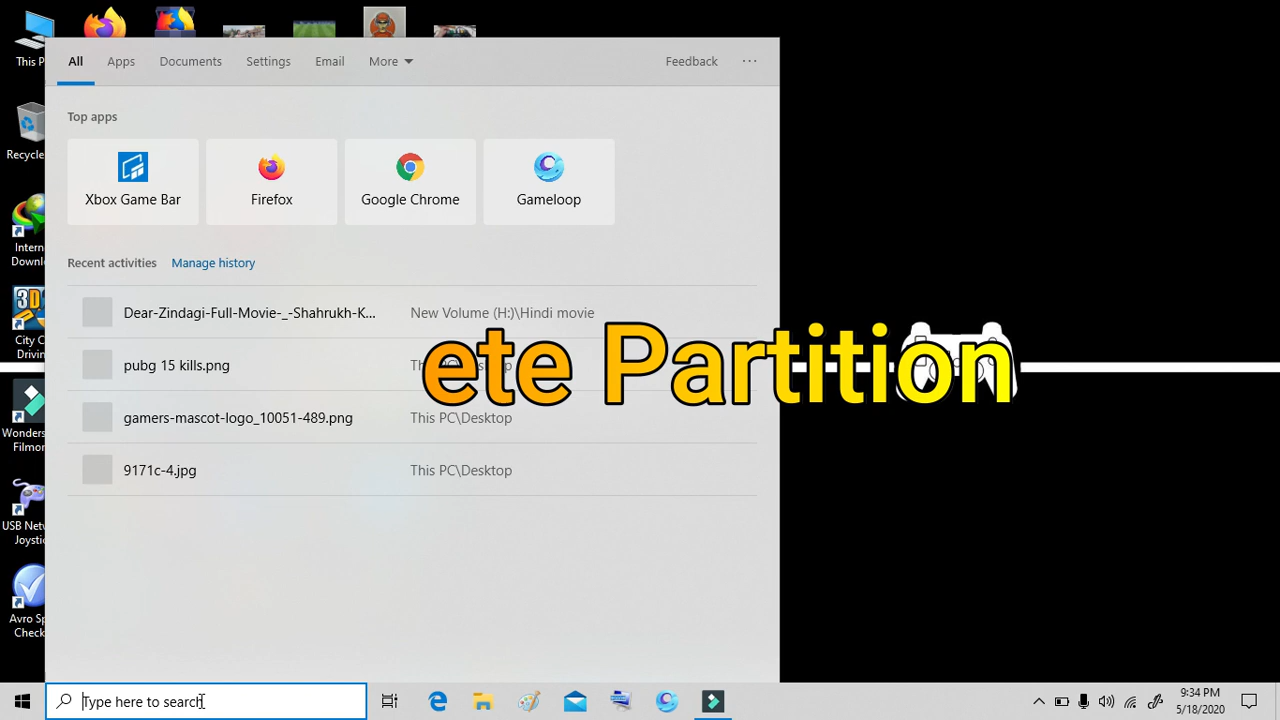 This P
All Apps Documents Settings Email More Feedback ...
Top apps
Recycle
Xbox Game Bar Firefox Google Chrome Gameloop
Intern
Downl
Recent activities Manage history
Dear-Zindagi-Full-Movie-_-Shahrukh-K... New Volume (H:)\Hindi movie
3D
City C
Drivin
pubg 15 kills.png
ete Partition
gamers-mascot-logo_10051-489.png This PC\Desktop
Wonders
Filmor
9171c-4.jpg This PC\Desktop
USB Netw
Joystic
Avro Sp
Check
Type here to search
9:34 PM
5/18/2020